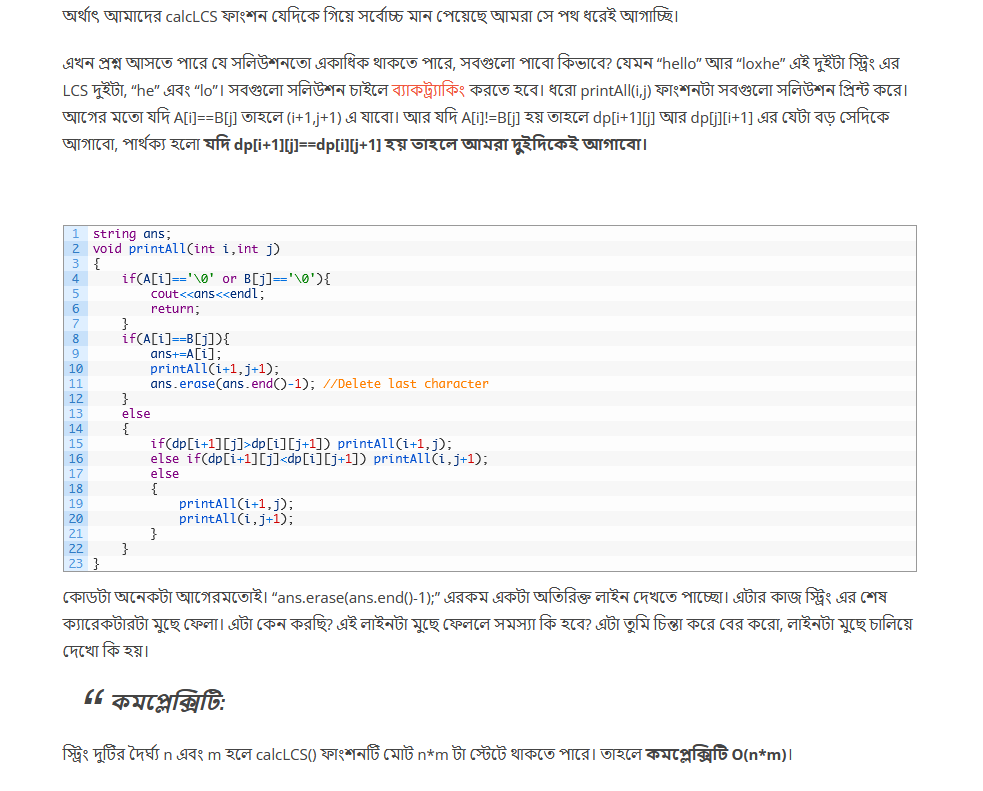 অর্থাৎ আমাদের calcLCS ফাংশন যেদিকে গিয়ে সর্বোচ্চ মান পেয়েছে আমরা সে পথ ধরেই আগাচ্ছি।
এখন প্রশ্ন আসতে পারে যে সলিউশনতো একাধিক থাকতে পারে, সবগুলো পাবো কিভাবে? যেমন “hello” আর “loxhe” এই দুইটা স্ট্রিং এর
LCS দুইটা, “he” এবং “lo”। সবগুলো সলিউশন চাইলে ব্যাকট্র্যাকিং করতে হবে। ধরো printAll(i,j) ফাংশনটা সবগুলো সলিউশন প্রিন্ট করে।
আগের মতো যদি A[i]==B[j] তাহলে (i+1,j+1) এ যাবো। আর যদি A[i]!=B[j] হয় তাহলে dp[i+1][j] আর dp[j][i+1] এর যেটা বড় সেদিকে
আগাবো, পার্থক্য হলো যদি dp[i+1][j]==dp[i][j+1] হয় তাহলে আমরা দুইদিকেই আগাবো।
1 string ans;
2 void printAll(int i,int j)
3 {
4 if(A[i]=='\0' or B[j]=='\0'){
5 cout<<ans<<endl;
6 return;
7 }
8 if(A[i]==B[j]){
9 ans+=A[i];
10 printAll(i+1,j+1);
11 ans.erase(ans.end()-1); //Delete last character
12 }
13 else
14 {
15 if(dp[i+1][j]>dp[i][j+1]) printAll(i+1,j);
16 else if(dp[i+1][j]<dp[i][j+1]) printAll(i,j+1);
17 else
18 {
19 printAll(i+1,j);
20 printAll(i,j+1);
21 }
22 }
23 }
কোডটা অনেকটা আগেরমতোই। “ans.erase(ans.end()-1);” এরকম একটা অতিরিক্ত লাইন দেখতে পাচ্ছো। এটার কাজ স্ট্রিং এর শেষ
ক্যারেকটারটা মুছে ফেলা। এটা কেন করছি? এই লাইনটা মুছে ফেললে সমস্যা কি হবে? এটা তুমি চিন্তা করে বের করো, লাইনটা মুছে চালিয়ে
দেখো কি হয়।
“ কমপ্লেক্সিটি:
স্ট্রিং দুটির দৈর্ঘ্য n এবং m হলে calcLCS() ফাংশনটি মোট n*m টা স্টেটে থাকতে পারে। তাহলে কমপ্লেক্সিটি O(n*m)।